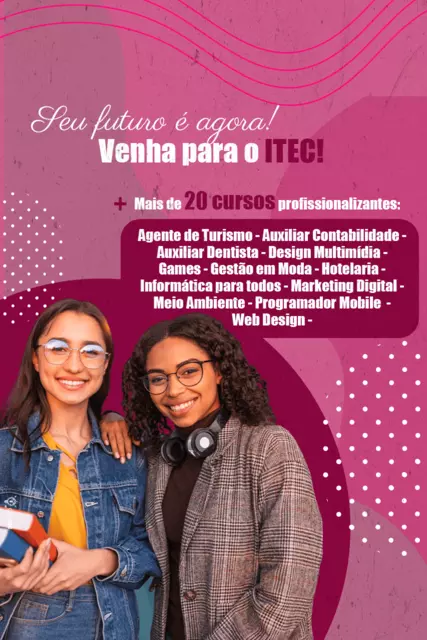 Seu futuro é agora!
Venha para o ITEC!
+ Mais de 20 cursos profissionalizantes:
Agente de Turismo - Auxiliar Contabilidade -
Auxiliar Dentista - Design Multimídia -
Games - Gestão em Moda - Hotelaria -
Informática para todos - Marketing Digital -
Meio Ambiente - Programador Mobile -
Web Design -